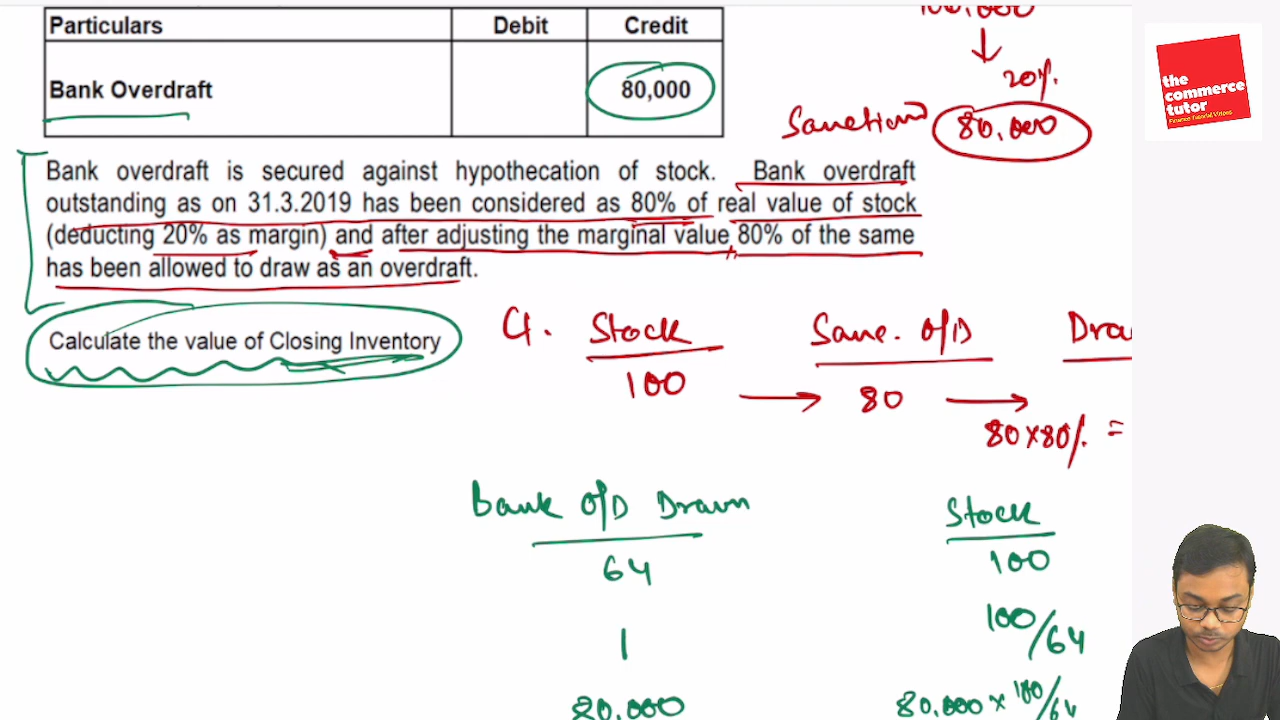 Particulars Debit Credit
100,000
20%.
Bank Overdraft 80,000
Sanctioned 80,000
the
commerce
tutor
Bank overdraft is secured against hypothecation of stock. Bank overdraft
outstanding as on 31.3.2019 has been considered as 80% of real value of stock
(deducting 20% as margin) and after adjusting the marginal value 80% of the same
has been allowed to draw as an overdraft.
Calculate the value of Closing Inventory
Cl. Stock Sanc. O/D Draw
100 → 80 →
80×80%. =
Bank O/D Drawn Stock
64 100
1 100/64
80,000 80,000 × 100/64